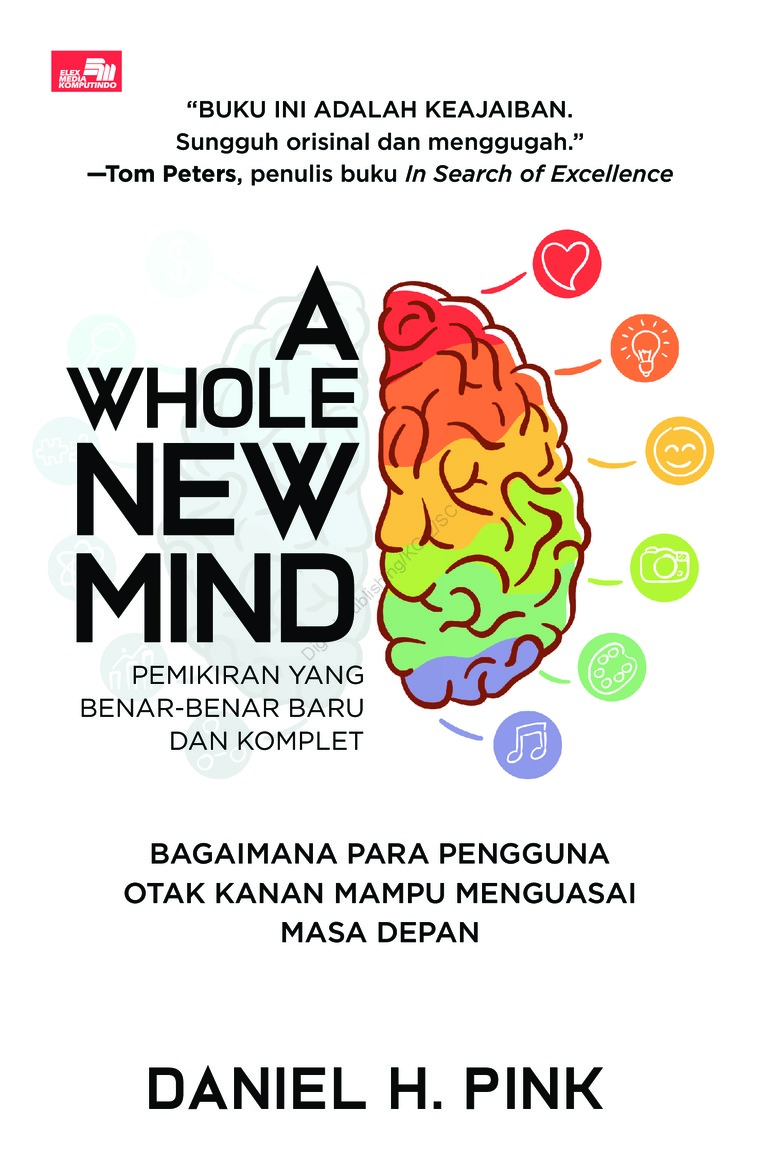 ELEX
MEDIA
KOMPUTINDO
“BUKU INI ADALAH KEAJAIBAN.
Sungguh orisinal dan menggugah.”
—Tom Peters, penulis buku In Search of Excellence
A
WHOLE
NEW
MIND
PEMIKIRAN YANG
BENAR-BENAR BARU
DAN KOMPLET
BAGAIMANA PARA PENGGUNA
OTAK KANAN MAMPU MENGUASAI
MASA DEPAN
DANIEL H. PINK